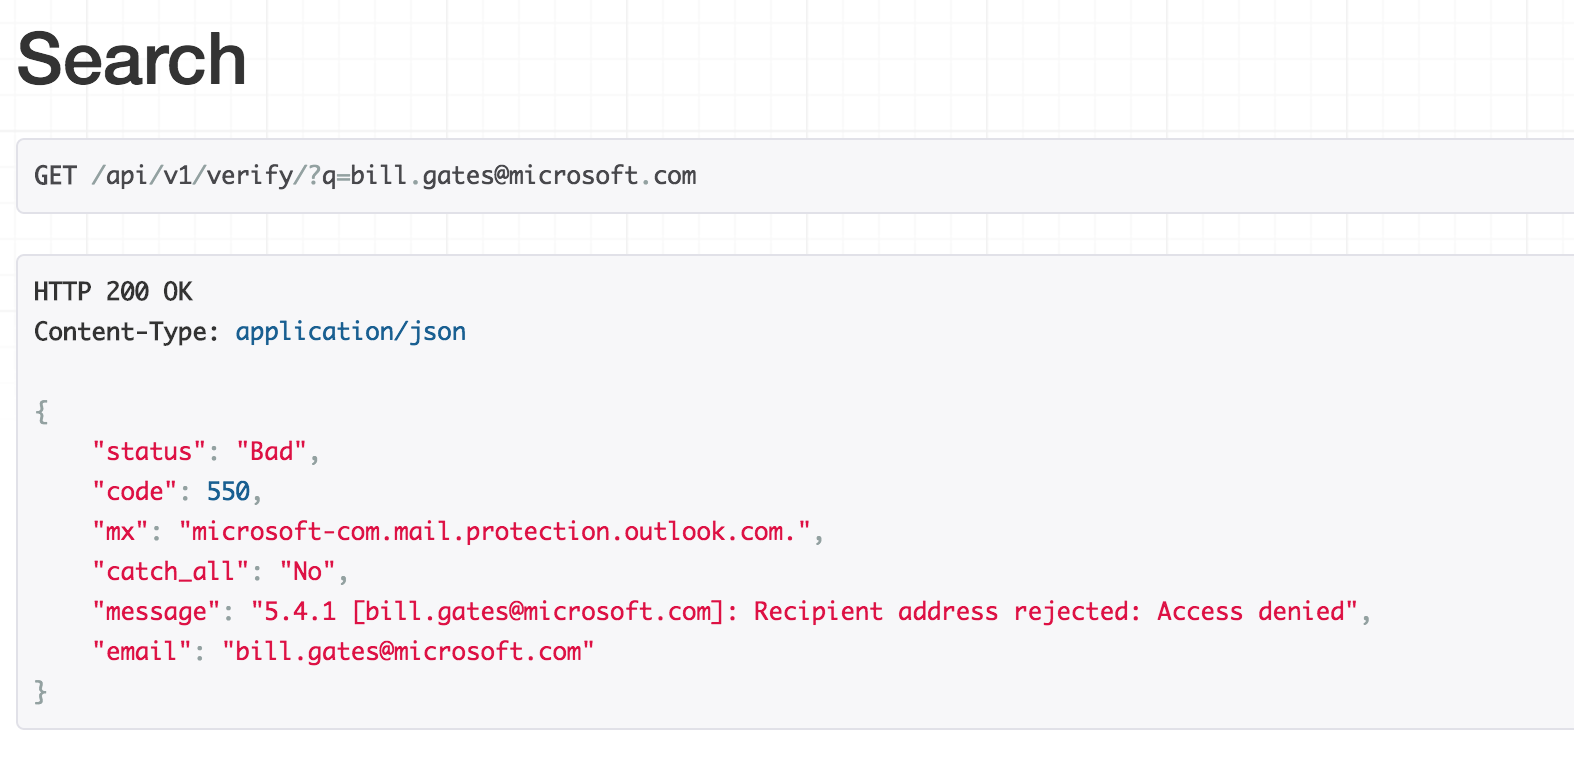 Search
GET /api/v1/verify/?q=bill.gates@microsoft.com
HTTP 200 OK
Content-Type: application/json
{
"status": "Bad",
"code": 550,
"mx": "microsoft-com.mail.protection.outlook.com.",
"catch_all": "No",
"message": "5.4.1 [bill.gates@microsoft.com]: Recipient address rejected: Access denied",
"email": "bill.gates@microsoft.com"
}